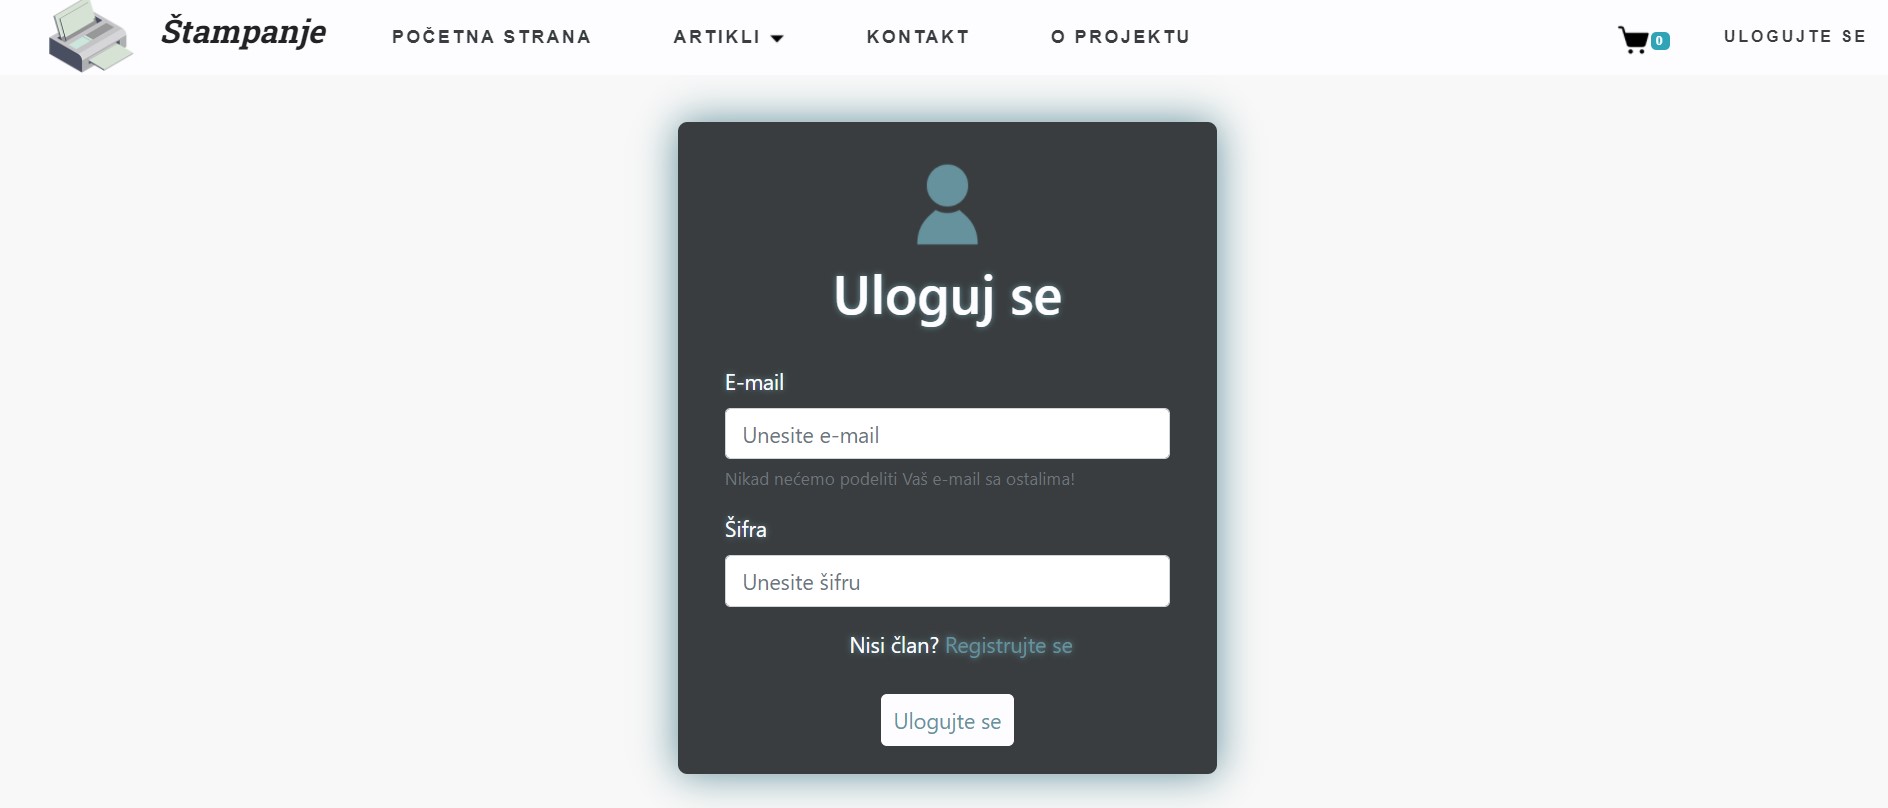 Štampanje
POČETNA STRANA
ARTIKLI
KONTAKT
O PROJEKTU
0
ULOGUJTE SE
Uloguj se
E-mail
Unesite e-mail
Nikad nećemo podeliti Vaš e-mail sa ostalima!
Šifra
Unesite šifru
Nisi član? Registrujte se
Ulogujte se